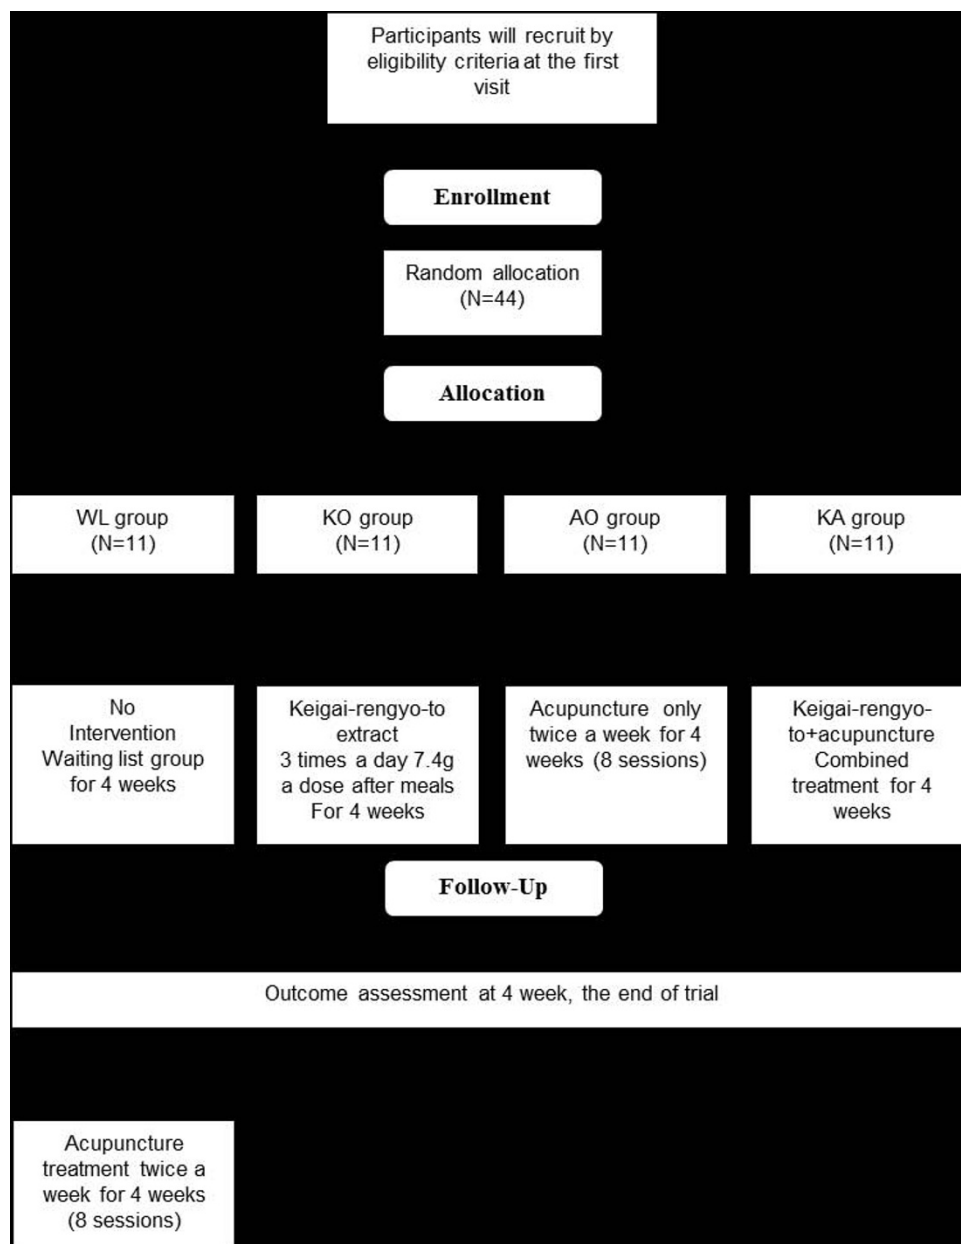 Participants will recruit by
eligibility criteria at the first
visit
Enrollment
Random allocation
(N=44)
Allocation
WL group
(N=11)
KO group
(N=11)
AO group
(N=11)
KA group
(N=11)
No
Intervention
Waiting list group
for 4 weeks
Keigai-rengyo-to
extract
3 times a day 7.4g
a dose after meals
For 4 weeks
Acupuncture only
twice a week for 4
weeks (8 sessions)
Keigai-rengyo-
to+acupuncture
Combined
treatment for 4
weeks
Follow-Up
Outcome assessment at 4 week, the end of trial
Acupuncture
treatment twice a
week for 4 weeks
(8 sessions)